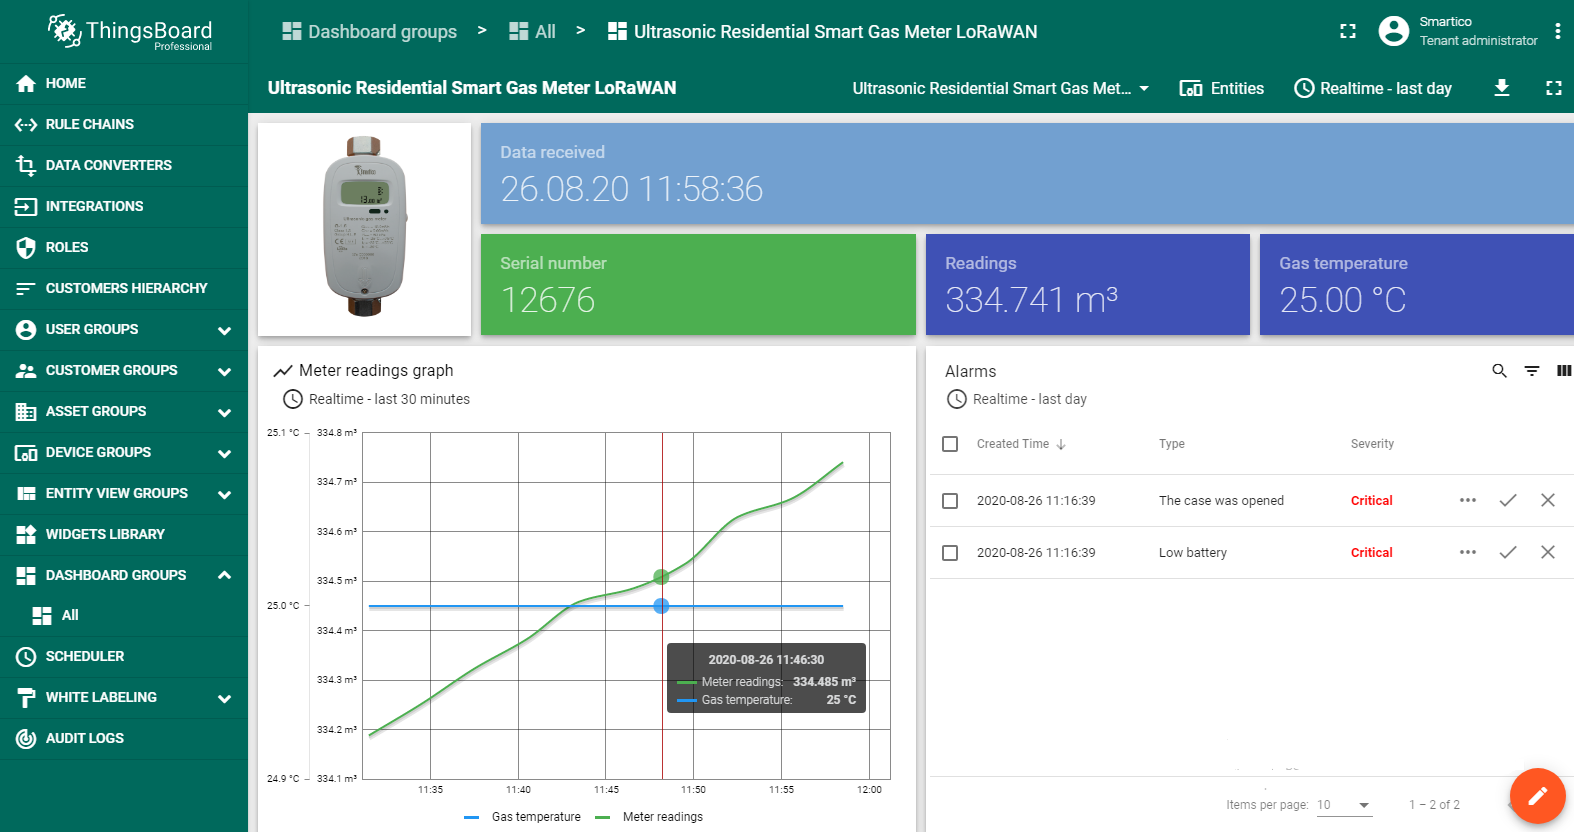 ThingsBoard
Professional
Dashboard groups > All > Ultrasonic Residential Smart Gas Meter LoRaWAN
Smartico
Tenant administrator
Ultrasonic Residential Smart Gas Meter LoRaWAN
Ultrasonic Residential Smart Gas Met...
Entities
Realtime - last day
HOME
RULE CHAINS
DATA CONVERTERS
INTEGRATIONS
ROLES
CUSTOMERS HIERARCHY
USER GROUPS
CUSTOMER GROUPS
ASSET GROUPS
DEVICE GROUPS
ENTITY VIEW GROUPS
WIDGETS LIBRARY
DASHBOARD GROUPS
All
SCHEDULER
WHITE LABELING
AUDIT LOGS
Data received
26.08.20 11:58:36
Serial number
12676
Readings
334.741 m³
Gas temperature
25.00 °C
Meter readings graph
Realtime - last 30 minutes
25.1 °C
25.0 °C
24.9 °C
334.8 m³
334.7 m³
334.6 m³
334.5 m³
334.4 m³
334.3 m³
334.2 m³
334.1 m³
2020-08-26 11:46:30
Meter readings: 334.485 m³
Gas temperature: 25 °C
11:35 11:40 11:45 11:50 11:55 12:00
Gas temperature Meter readings
Alarms
Realtime - last day
Created Time Type Severity
2020-08-26 11:16:39 The case was opened Critical
2020-08-26 11:16:39 Low battery Critical
Items per page: 10 1 – 2 of 2